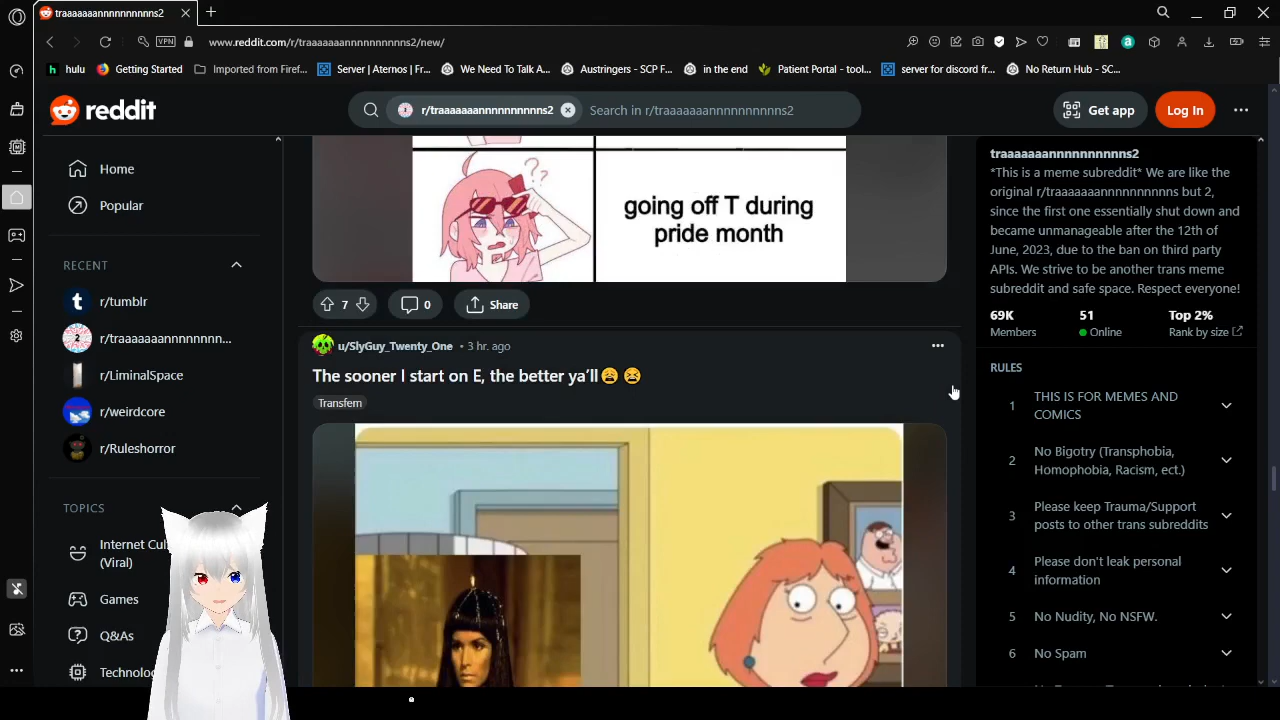 traaaaaaannnnnnnnnns2
VPN
www.reddit.com/r/traaaaaaannnnnnnnnns2/new/
hulu
Getting Started
Imported from Firef...
Server | Aternos | Fr...
We Need To Talk A...
Austringers - SCP F...
in the end
Patient Portal - tool...
server for discord fr...
No Return Hub - SC...
reddit
r/traaaaaaannnnnnnnnns2
Search in r/traaaaaaannnnnnnnnns2
Get app
Log In
Home
Popular
RECENT
r/tumblr
r/traaaaaaannnnnnn...
r/LiminalSpace
r/weirdcore
r/Ruleshorror
TOPICS
Internet Cul
(Viral)
Games
Q&As
Technolo
going off T during
pride month
7
0
Share
u/SlyGuy_Twenty_One • 3 hr. ago
The sooner I start on E, the better ya’ll😩 😫
Transfem
traaaaaaannnnnnnnnns2
*This is a meme subreddit* We are like the
original r/traaaaaaannnnnnnnnns but 2,
since the first one essentially shut down and
became unmanageable after the 12th of
June, 2023, due to the ban on third party
APIs. We strive to be another trans meme
subreddit and safe space. Respect everyone!
69K
Members
51
Online
Top 2%
Rank by size
RULES
1
THIS IS FOR MEMES AND
COMICS
2
No Bigotry (Transphobia,
Homophobia, Racism, ect.)
3
Please keep Trauma/Support
posts to other trans subreddits
4
Please don't leak personal
information
5
No Nudity, No NSFW.
6
No Spam